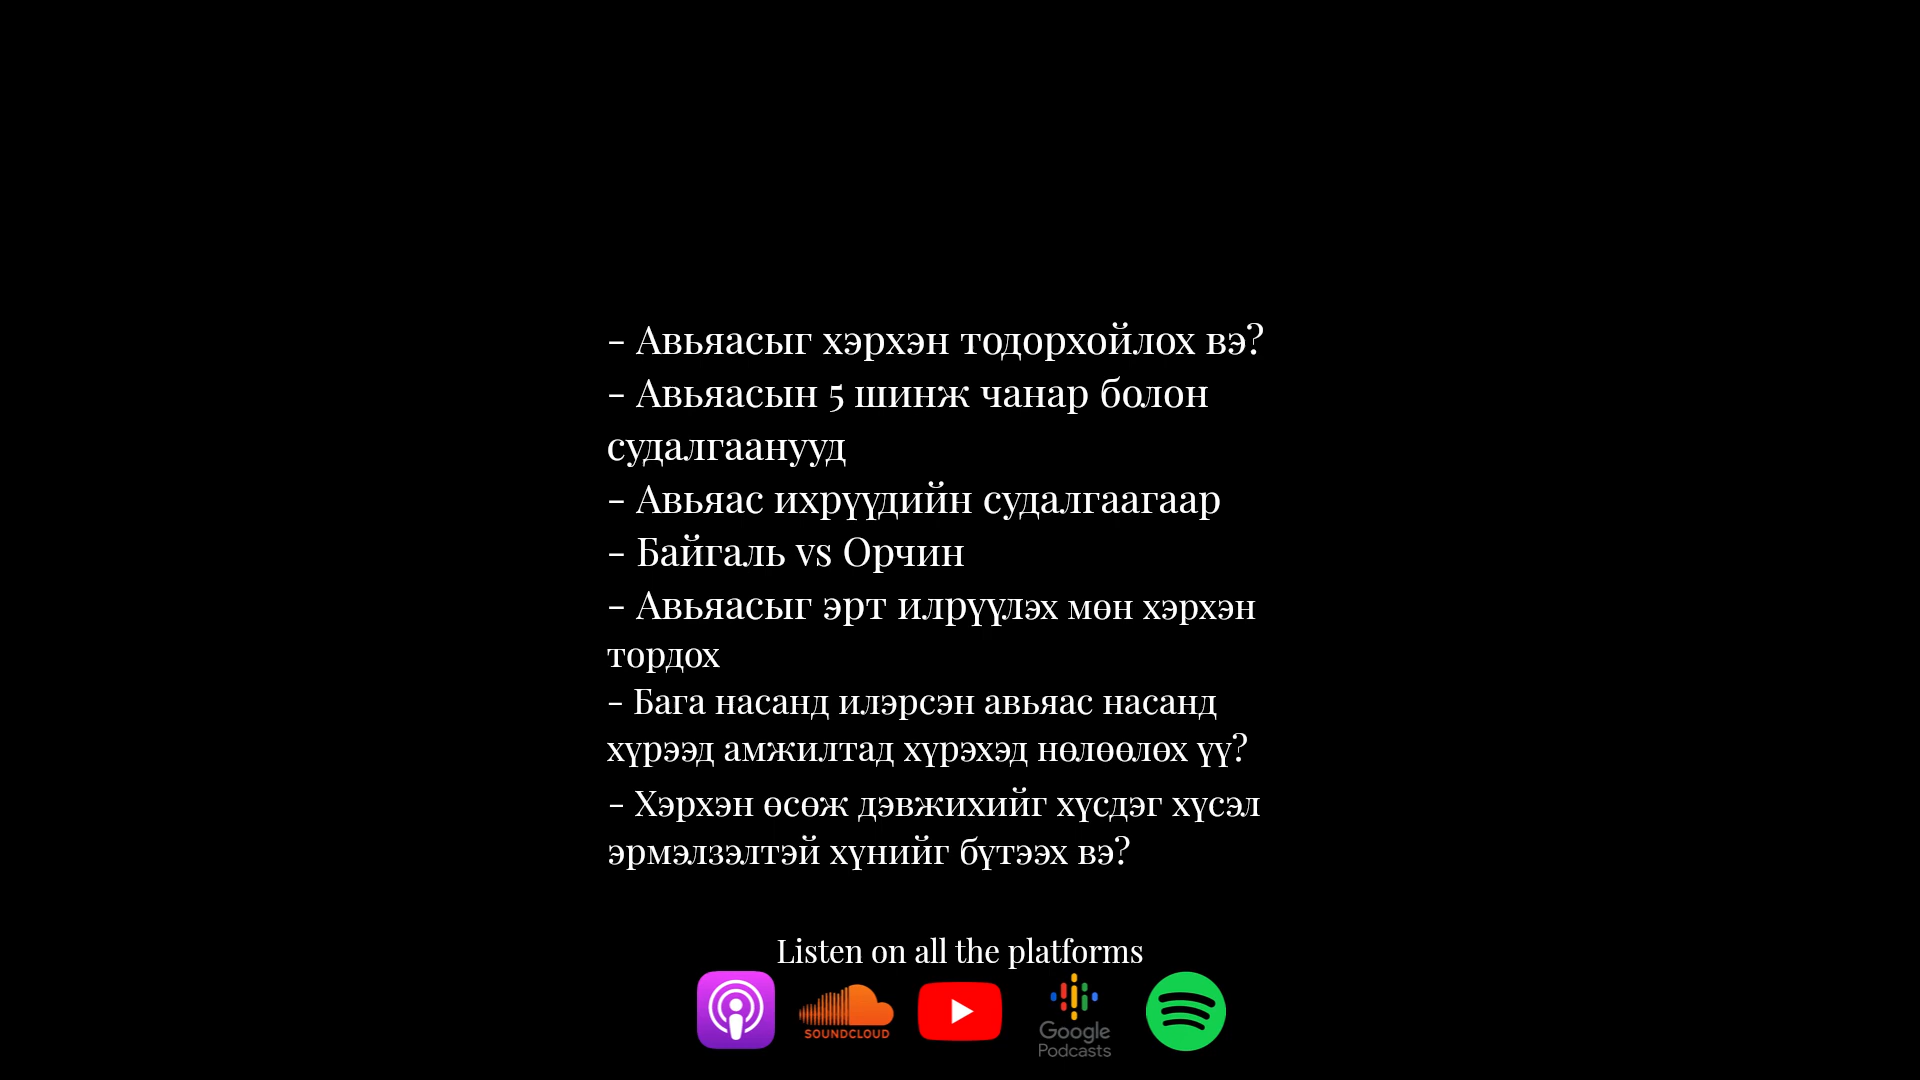 - Авьяасыг хэрхэн тодорхойлох вэ?
- Авьяасын 5 шинж чанар болон
судалгаанууд
- Авьяас ихрүүдийн судалгаагаар
- Байгаль vs Орчин
- Авьяасыг эрт илрүүлэх мөн хэрхэн
тордох
- Бага насанд илэрсэн авьяас насанд
хүрээд амжилтад хүрэхэд нөлөөлөх үү?
- Хэрхэн өсөж дэвжихийг хүсдэг хүсэл
эрмэлзэлтэй хүнийг бүтээх вэ?
Listen on all the platforms
SOUNDCLOUD
Google
Podcasts